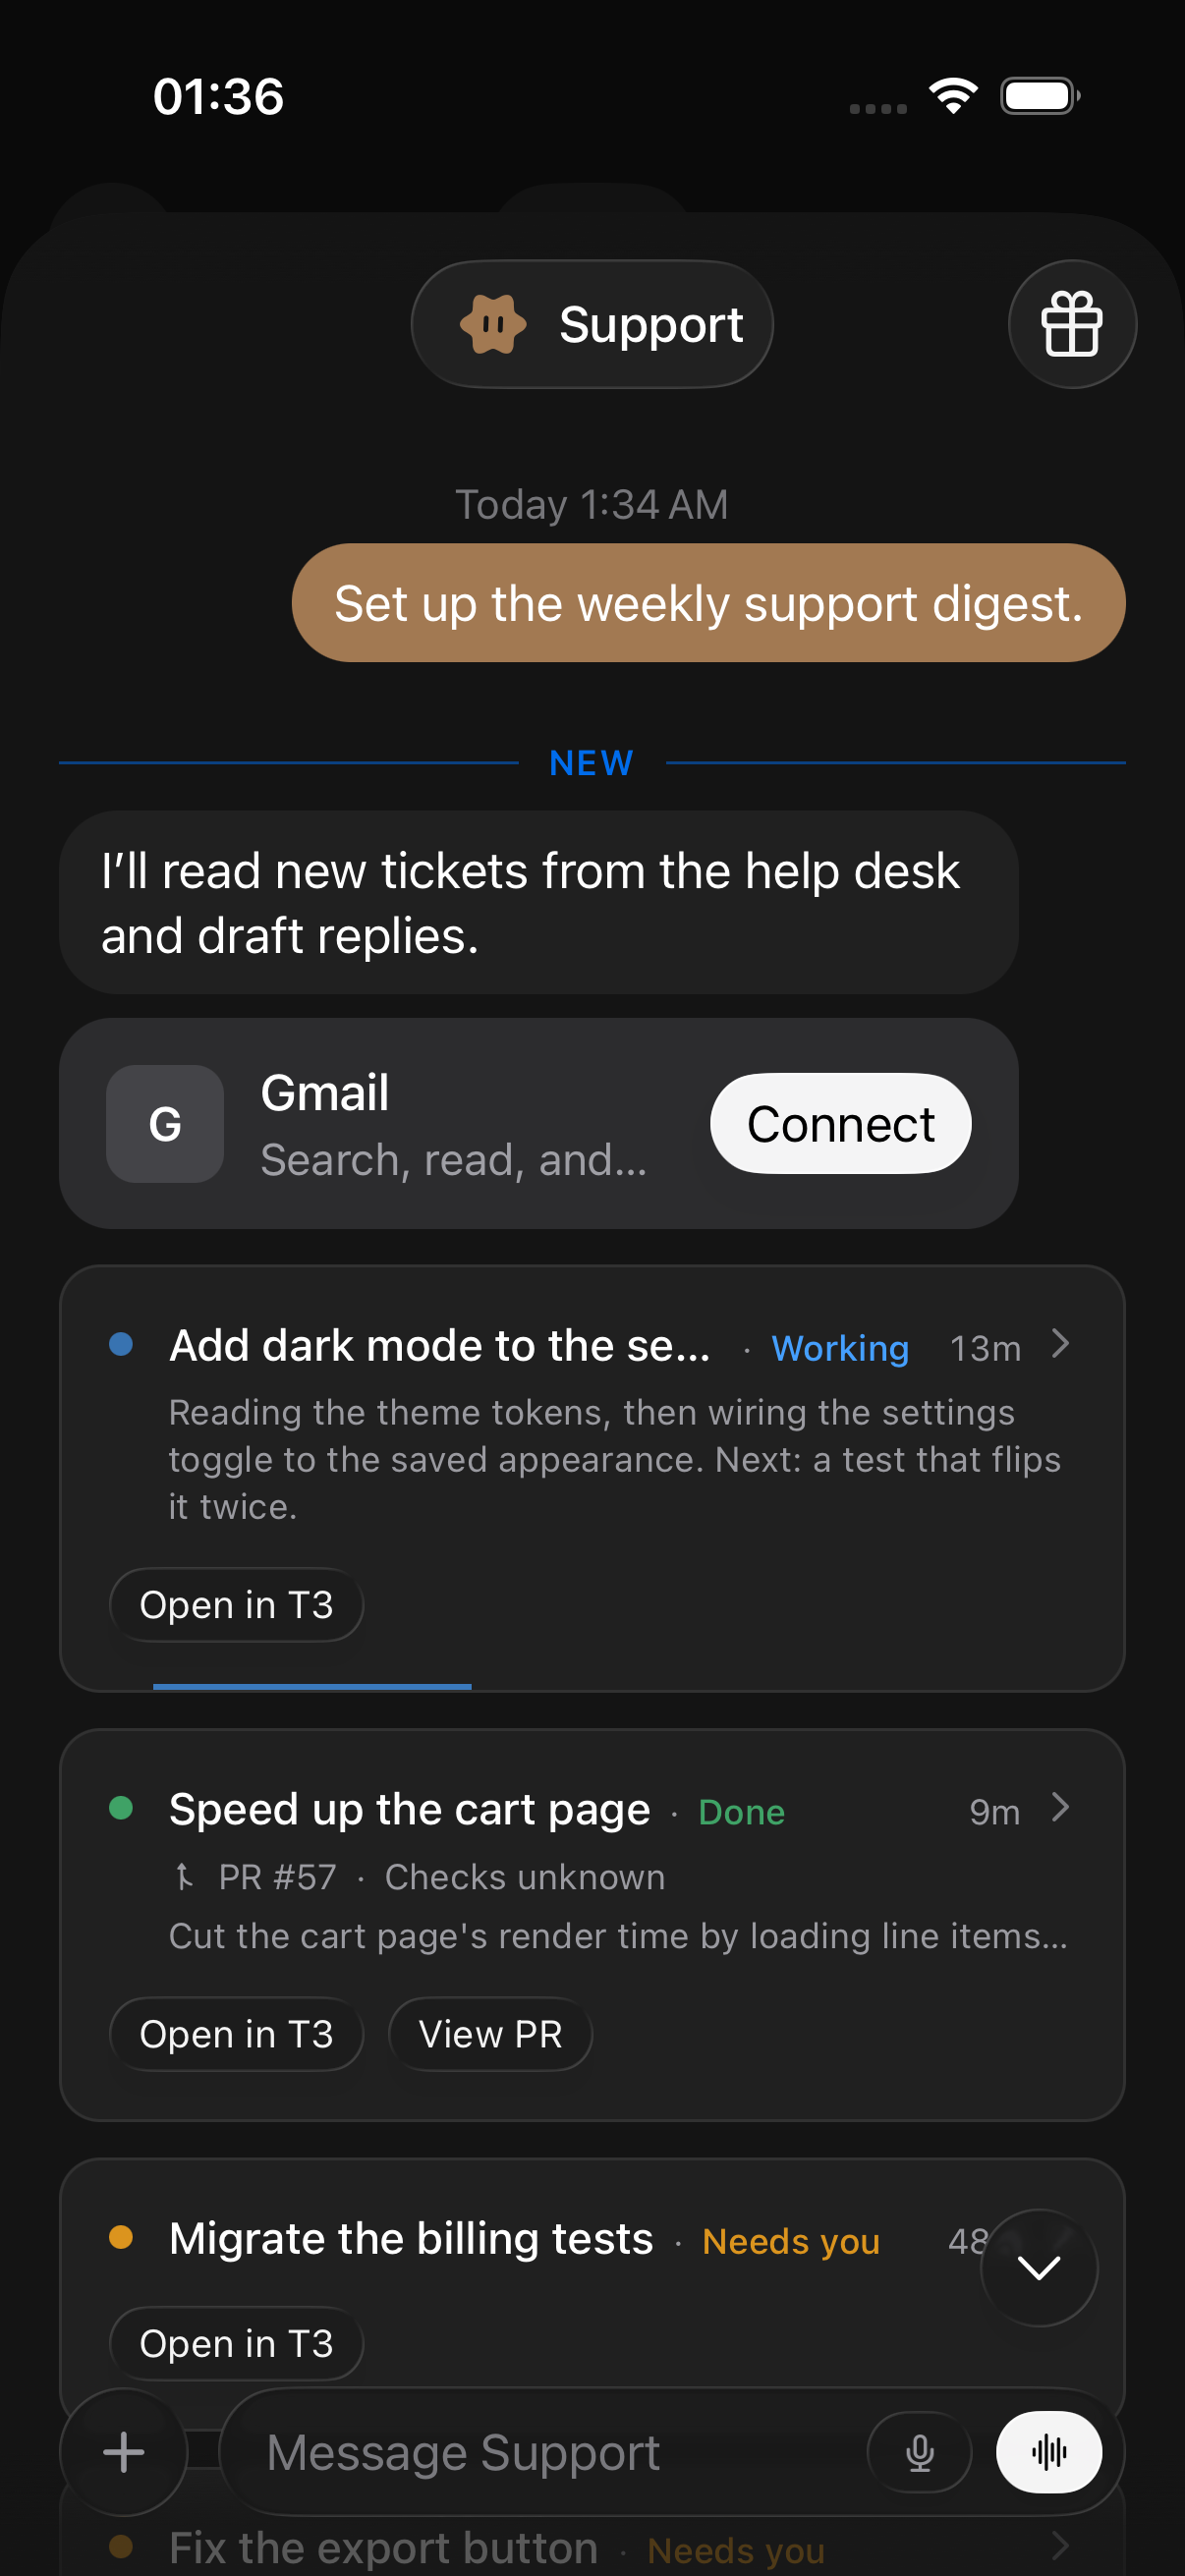 01:36
Support
Today 1:34 AM
Set up the weekly support digest.
NEW
I’ll read new tickets from the help desk
and draft replies.
G
Gmail
Search, read, and...
Connect
Add dark mode to the se... · Working 13m
Reading the theme tokens, then wiring the settings
toggle to the saved appearance. Next: a test that flips
it twice.
Open in T3
Speed up the cart page · Done 9m
PR #57 · Checks unknown
Cut the cart page's render time by loading line items...
Open in T3
View PR
Migrate the billing tests · Needs you
Open in T3
Message Support
Fix the export button · Needs you